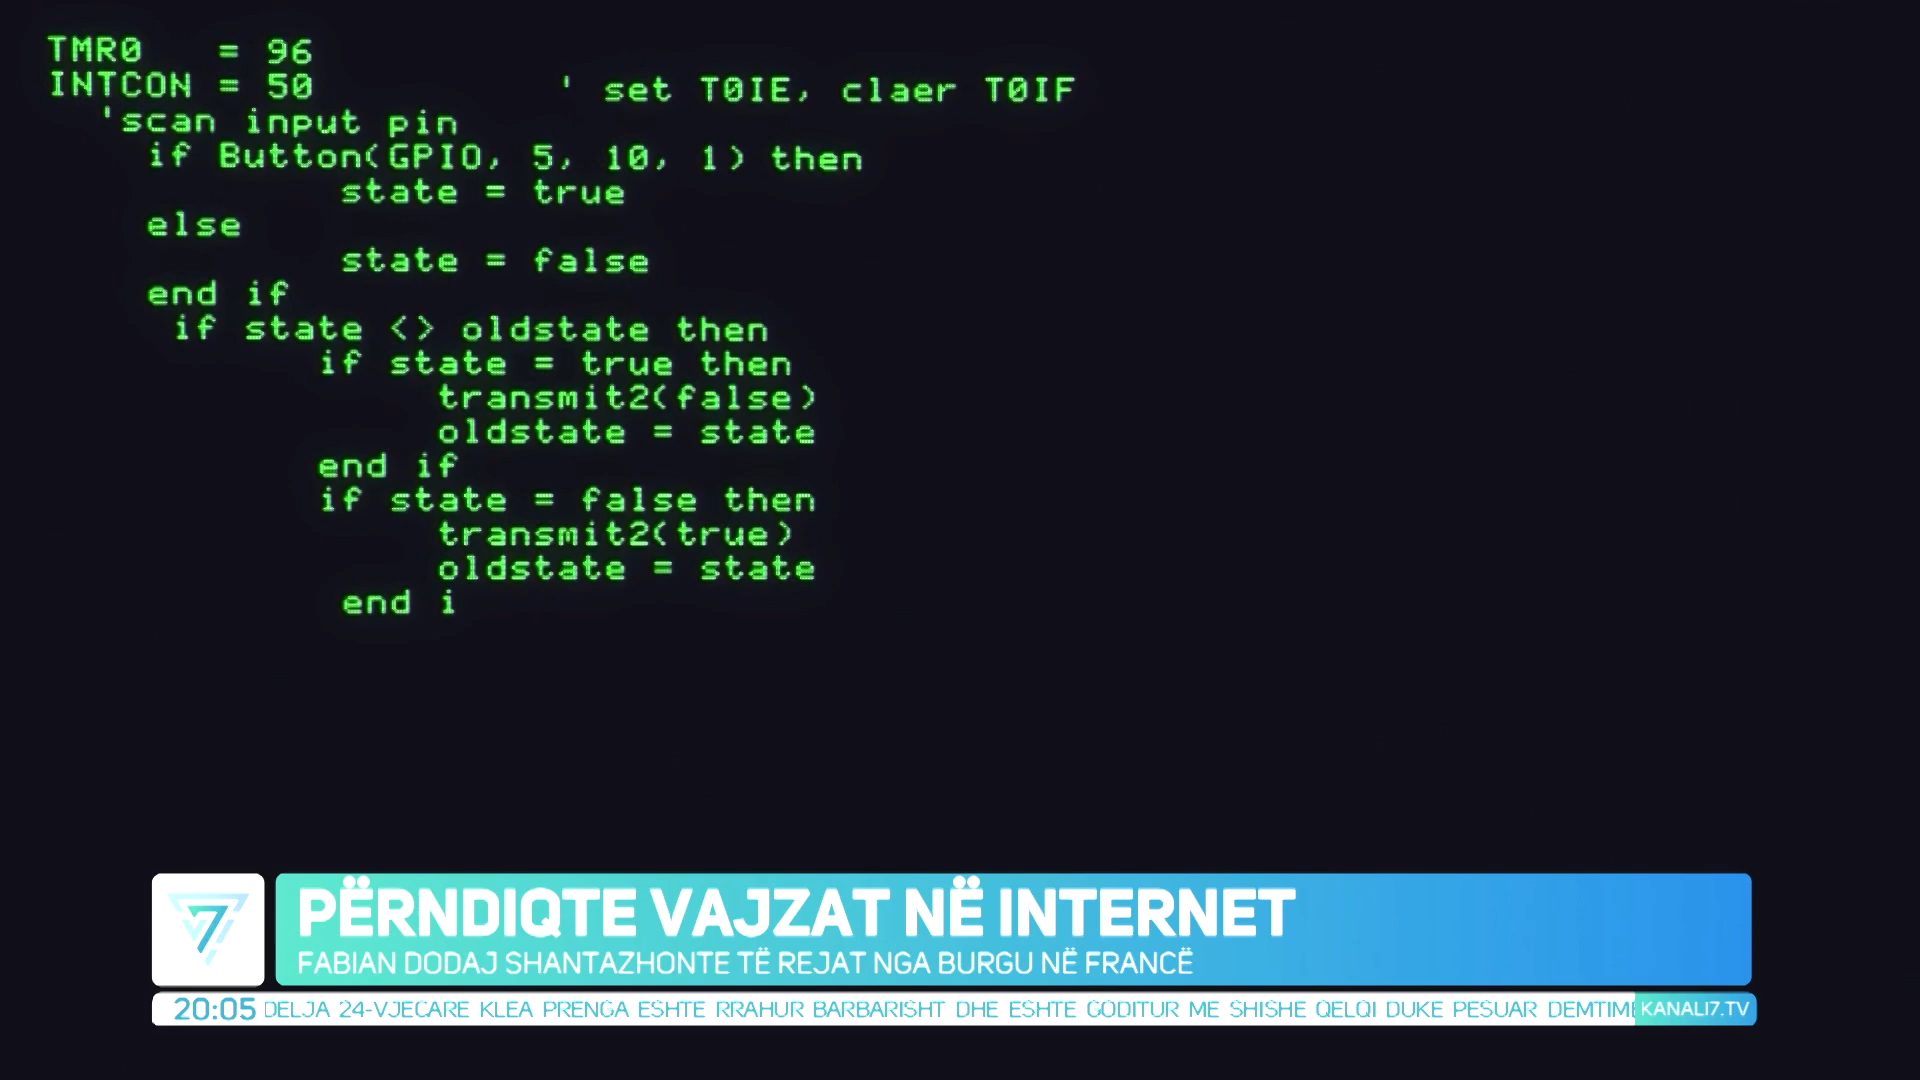 TMR0 = 96
INTCON = 50 ' set T0IE, claer T0IF
'scan input pin
if Button(GPIO, 5, 10, 1) then
state = true
else
state = false
end if
if state <> oldstate then
if state = true then
transmit2(false)
oldstate = state
end if
if state = false then
transmit2(true)
oldstate = state
end i
PËRNDIQTE VAJZAT NË INTERNET
FABIAN DODAJ SHANTAZHONTE TË REJAT NGA BURGU NË FRANCË
20:05 DELJA 24-VJECARE KLEA PRENGA ESHTE RRAHUR BARBARISHT DHE ESHTE GODITUR ME SHISHE QELQI DUKE PESUAR DEMTIM KANALI7.TV
7